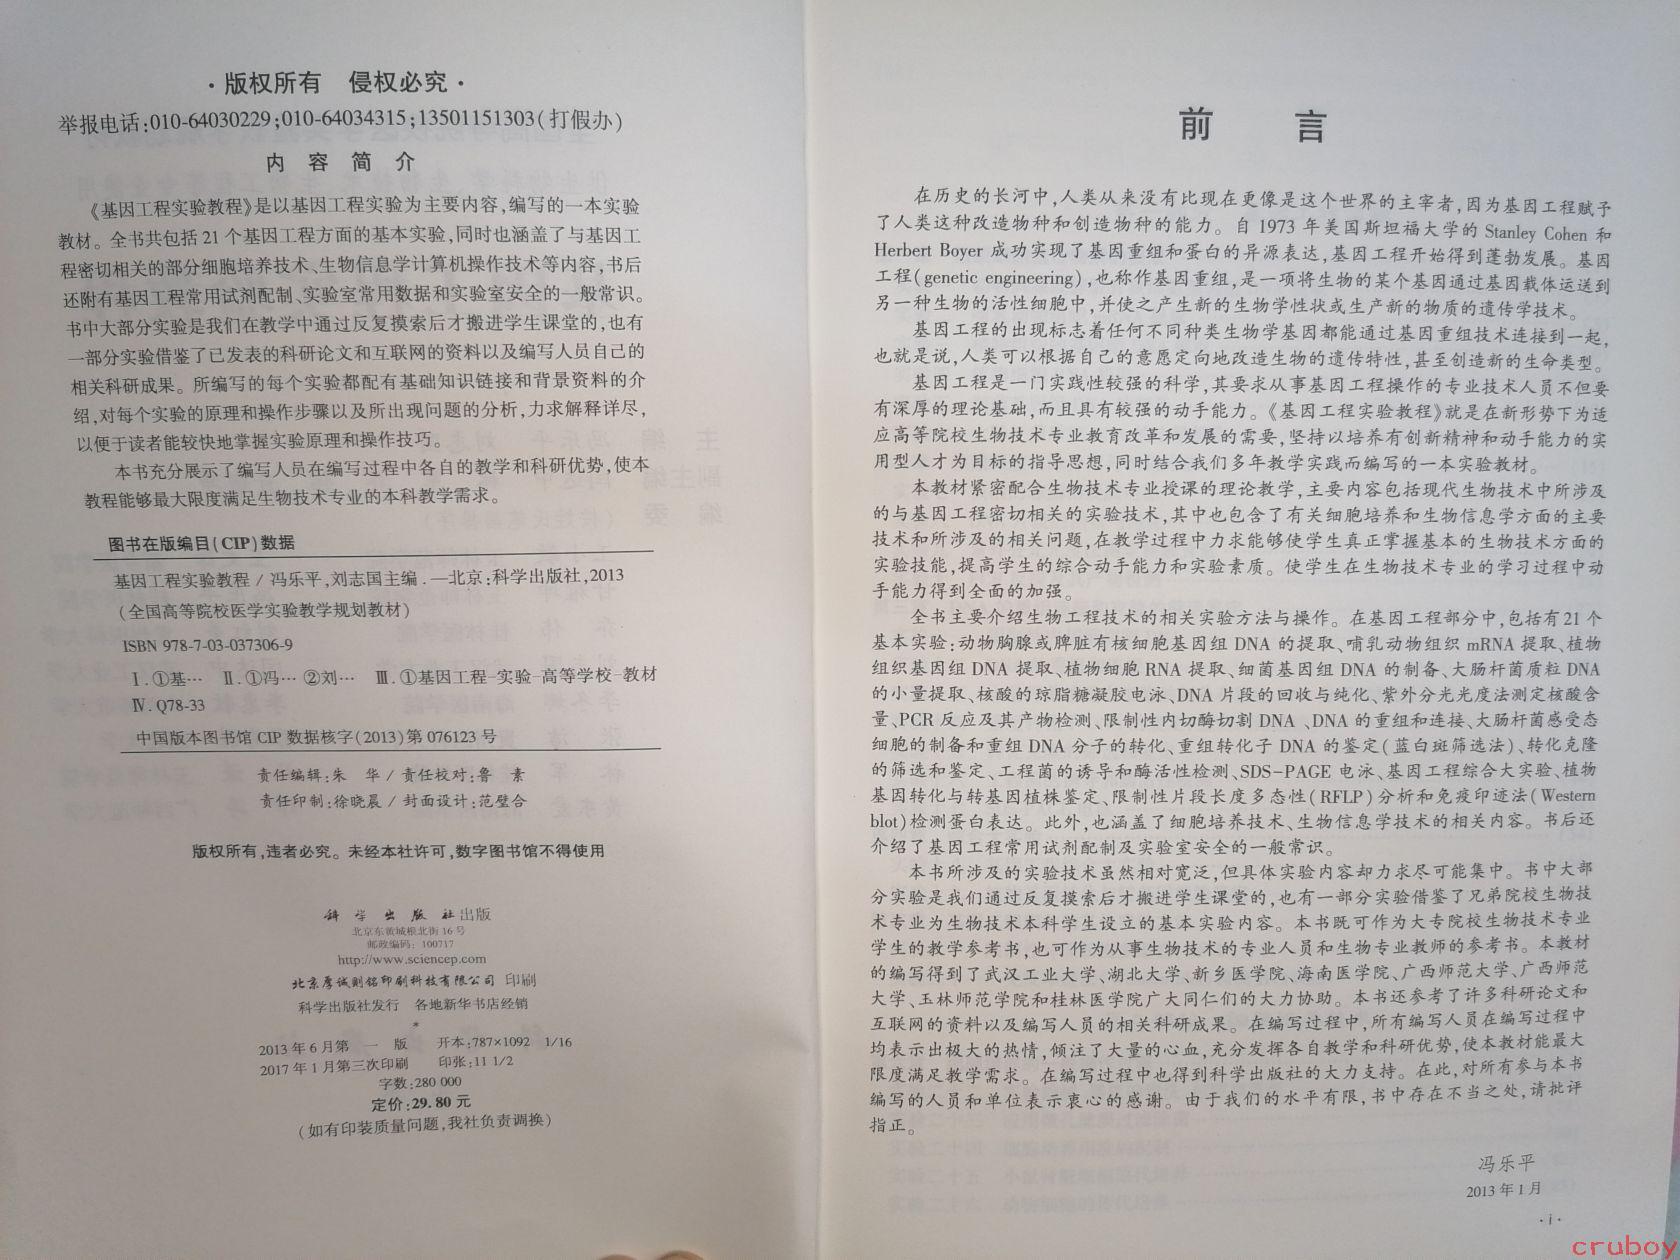 ·版权所有　侵权必究·
举报电话:010-64030229;010-64034315;13501151303(打假办)
内　容　简　介
《基因工程实验教程》是以基因工程实验为主要内容,编写的一本实验
教材。全书共包括 21 个基因工程方面的基本实验,同时也涵盖了与基因工
程密切相关的部分细胞培养技术、生物信息学计算机操作技术等内容,书后
还附有基因工程常用试剂配制、实验室常用数据和实验室安全的一般常识。
书中大部分实验是我们在教学中通过反复摸索后才搬进学生课堂的,也有
一部分实验借鉴了已发表的科研论文和互联网的资料以及编写人员自己的
相关科研成果。所编写的每个实验都配有基础知识链接和背景资料的介
绍,对每个实验的原理和操作步骤以及所出现问题的分析,力求解释详尽,
以便于读者能较快地掌握实验原理和操作技巧。
本书充分展示了编写人员在编写过程中各自的教学和科研优势,使本
教程能够最大限度满足生物技术专业的本科教学需求。
图书在版编目(CIP)数据
基因工程实验教程 / 冯乐平,刘志国主编 . —北京:科学出版社,2013
(全国高等院校医学实验教学规划教材)
ISBN 978-7-03-037306-9
Ⅰ. ①基… Ⅱ. ①冯… ②刘… Ⅲ. ①基因工程-实验-高等学校-教材
Ⅳ. Q78-33
中国版本图书馆 CIP 数据核字(2013)第 076123 号
责任编辑:朱　华 / 责任校对:鲁　素
责任印制:徐晓晨 / 封面设计:范璧合
版权所有,违者必究。未经本社许可,数字图书馆不得使用
科学出版社 出版
北京东黄城根北街 16 号
邮政编码: 100717
http://www.sciencep.com
北京厚诚则铭印刷科技有限公司 印刷
科学出版社发行　各地新华书店经销
*
2013 年 6 月第　一　版　　开本:787×1092　1/16
2017 年 1 月第三次印刷　　印张:11 1/2
字数:280 000
定价:29.80 元
(如有印装质量问题,我社负责调换)
前　言
在历史的长河中,人类从来没有比现在更像是这个世界的主宰者,因为基因工程赋予
了人类这种改造物种和创造物种的能力。自 1973 年美国斯坦福大学的 Stanley Cohen 和
Herbert Boyer 成功实现了基因重组和蛋白的异源表达,基因工程开始得到蓬勃发展。基因
工程(genetic engineering),也称作基因重组,是一项将生物的某个基因通过基因载体运送到
另一种生物的活性细胞中,并使之产生新的生物学性状或生产新的物质的遗传学技术。
基因工程的出现标志着任何不同种类生物学基因都能通过基因重组技术连接到一起,
也就是说,人类可以根据自己的意愿定向地改造生物的遗传特性,甚至创造新的生命类型。
基因工程是一门实践性较强的科学,其要求从事基因工程操作的专业技术人员不但要
有深厚的理论基础,而且具有较强的动手能力。《基因工程实验教程》就是在新形势下为适
应高等院校生物技术专业教育改革和发展的需要,坚持以培养有创新精神和动手能力的实
用型人才为目标的指导思想,同时结合我们多年教学实践而编写的一本实验教材。
本教材紧密配合生物技术专业授课的理论教学,主要内容包括现代生物技术中所涉及
的与基因工程密切相关的实验技术,其中也包含了有关细胞培养和生物信息学方面的主要
技术和所涉及的相关问题,在教学过程中力求能够使学生真正掌握基本的生物技术方面的
实验技能,提高学生的综合动手能力和实验素质。使学生在生物技术专业的学习过程中动
手能力得到全面的加强。
全书主要介绍生物工程技术的相关实验方法与操作。在基因工程部分中,包括有 21 个
基本实验:动物胸腺或脾脏有核细胞基因组 DNA 的提取、哺乳动物组织 mRNA 提取、植物
组织基因组 DNA 提取、植物细胞 RNA 提取、细菌基因组 DNA 的制备、大肠杆菌质粒 DNA
的小量提取、核酸的琼脂糖凝胶电泳、DNA 片段的回收与纯化、紫外分光光度法测定核酸含
量、PCR 反应及其产物检测、限制性内切酶切割 DNA 、DNA 的重组和连接、大肠杆菌感受态
细胞的制备和重组 DNA 分子的转化、重组转化子 DNA 的鉴定(蓝白斑筛选法)、转化克隆
的筛选和鉴定、工程菌的诱导和酶活性检测、SDS-PAGE 电泳、基因工程综合大实验、植物
基因转化与转基因植株鉴定、限制性片段长度多态性(RFLP)分析和免疫印迹法(Western
blot)检测蛋白表达。此外,也涵盖了细胞培养技术、生物信息学技术的相关内容。书后还
介绍了基因工程常用试剂配制及实验室安全的一般常识。
本书所涉及的实验技术虽然相对宽泛,但具体实验内容却力求尽可能集中。书中大部
分实验是我们通过反复摸索后才搬进学生课堂的,也有一部分实验借鉴了兄弟院校生物技
术专业为生物技术本科学生设立的基本实验内容。本书既可作为大专院校生物技术专业
学生的教学参考书,也可作为从事生物技术的专业人员和生物专业教师的参考书。本教材
的编写得到了武汉工业大学、湖北大学、新乡医学院、海南医学院、广西师范大学、广西师范
大学、玉林师范学院和桂林医学院广大同仁们的大力协助。本书还参考了许多科研论文和
互联网的资料以及编写人员的相关科研成果。在编写过程中,所有编写人员在编写过程中
均表示出极大的热情,倾注了大量的心血,充分发挥各自教学和科研优势,使本教材能最大
限度满足教学需求。在编写过程中也得到科学出版社的大力支持。在此,对所有参与本书
编写的人员和单位表示衷心的感谢。由于我们的水平有限,书中存在不当之处,请批评
指正。
冯乐平
2013 年 1 月
· i ·
cruboy